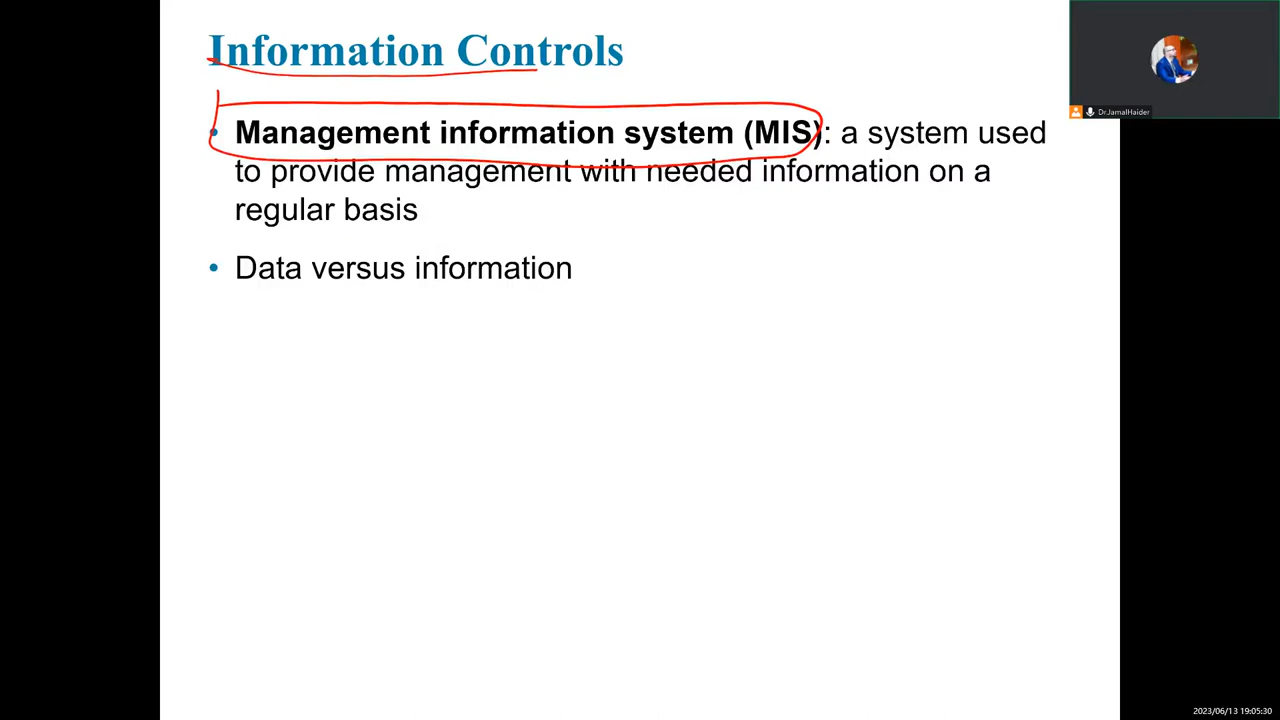 Information Controls
• Management information system (MIS): a system used
to provide management with needed information on a
regular basis
• Data versus information
Dr.JamalHaider
2023/06/13 19:05:30